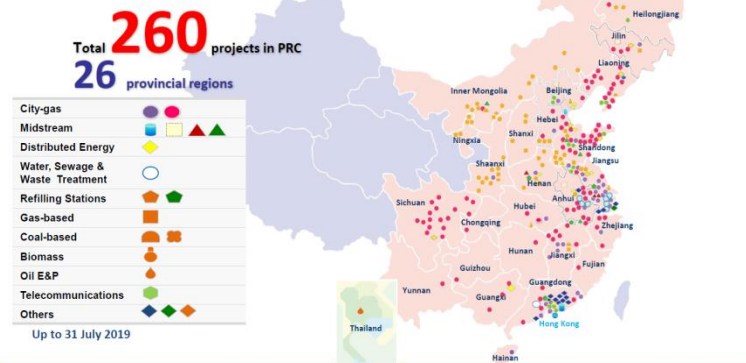 Total 260 projects in PRC
26 provincial regions
City-gas
Midstream
Distributed Energy
Water, Sewage &
Waste Treatment
Refilling Stations
Gas-based
Coal-based
Biomass
Oil E&P
Telecommunications
Others
Up to 31 July 2019
Heilongjiang
Jilin
Liaoning
Inner Mongolia
Beijing
Hebei
Ningxia
Shanxi
Shandong
Shaanxi
Jiangsu
Henan
Sichuan
Anhui
Hubei
Chongqing
Zhejiang
Hunan
Jiangxi
Guizhou
Fujian
Yunnan
Guangxi
Guangdong
Thailand
Hong Kong
Hainan